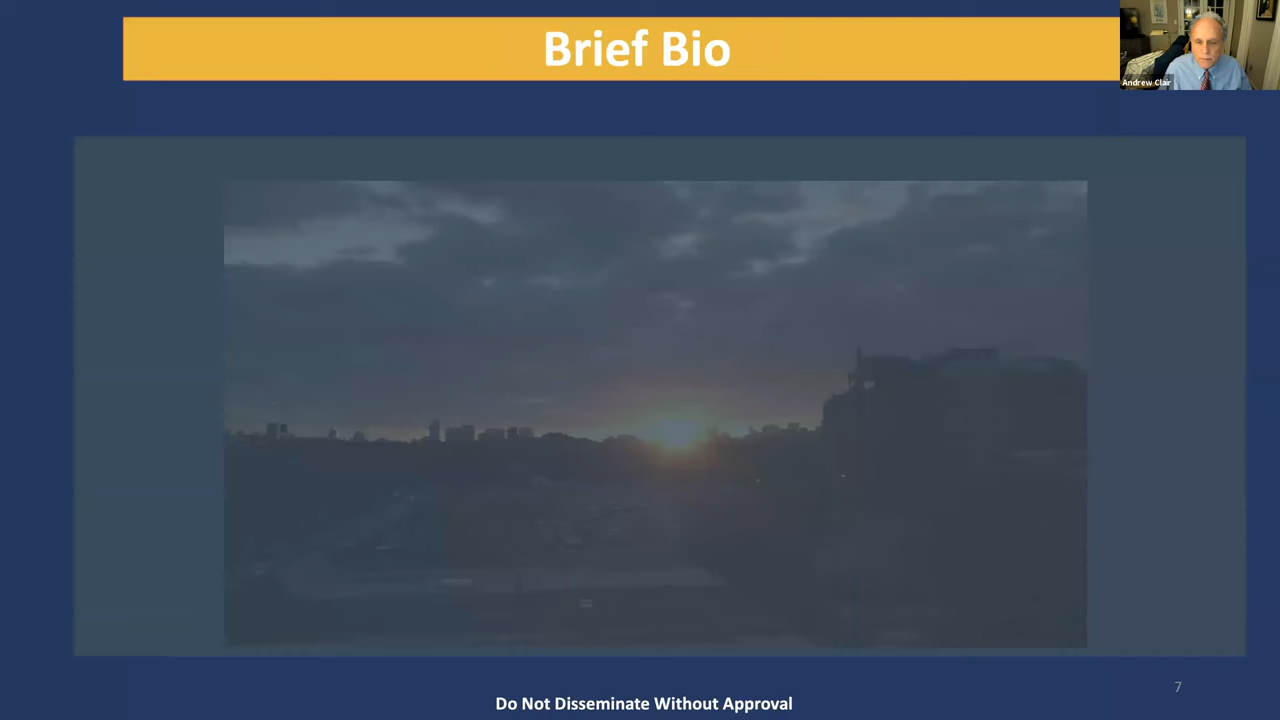 Brief Bio
Andrew Clair
7
Do Not Disseminate Without Approval